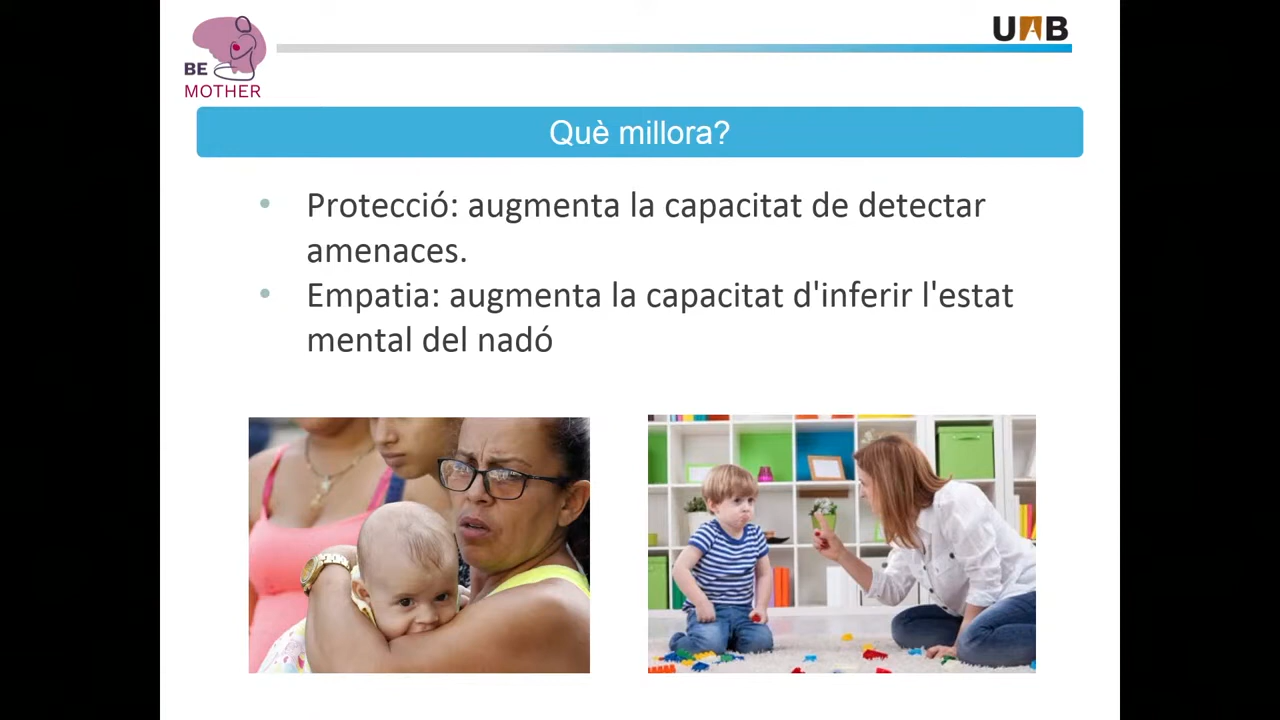 BE
MOTHER
UAB
Què millora?
• Protecció: augmenta la capacitat de detectar
amenaces.
• Empatia: augmenta la capacitat d'inferir l'estat
mental del nadó